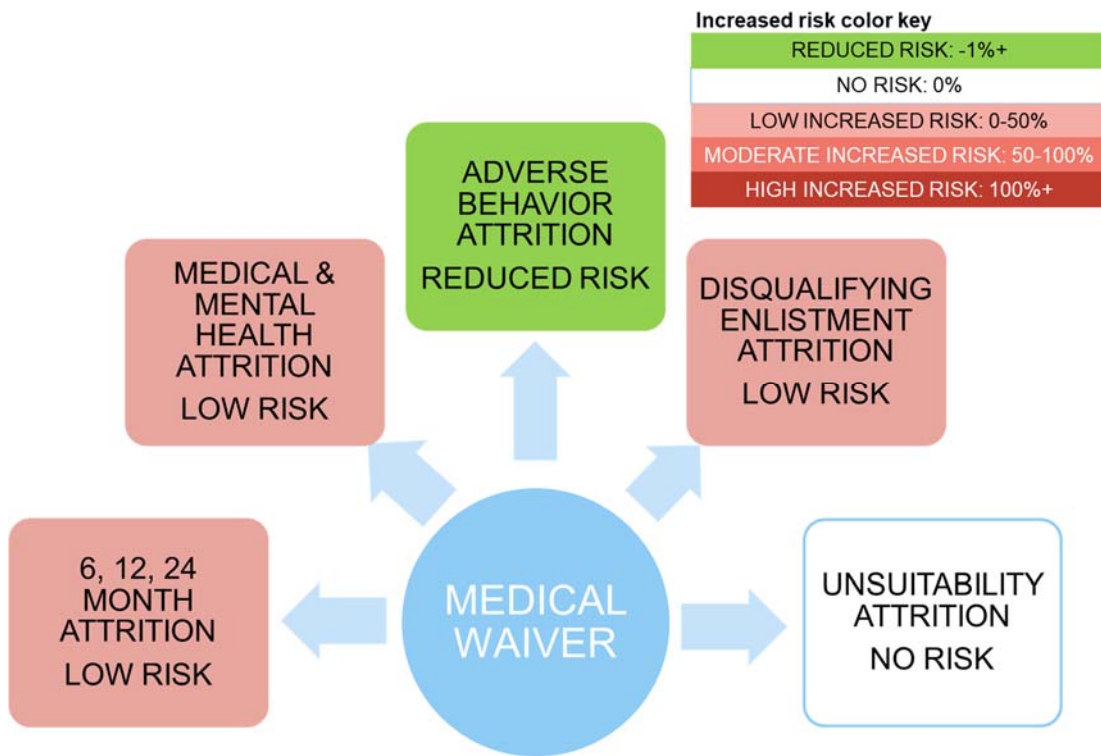 Increased risk color key
REDUCED RISK: -1%+
NO RISK: 0%
LOW INCREASED RISK: 0-50%
MODERATE INCREASED RISK: 50-100%
HIGH INCREASED RISK: 100%+
ADVERSE
BEHAVIOR
ATTRITION
REDUCED RISK
MEDICAL &
MENTAL
HEALTH
ATTRITION
LOW RISK
DISQUALIFYING
ENLISTMENT
ATTRITION
LOW RISK
6, 12, 24
MONTH
ATTRITION
LOW RISK
MEDICAL
WAIVER
UNSUITABILITY
ATTRITION
NO RISK